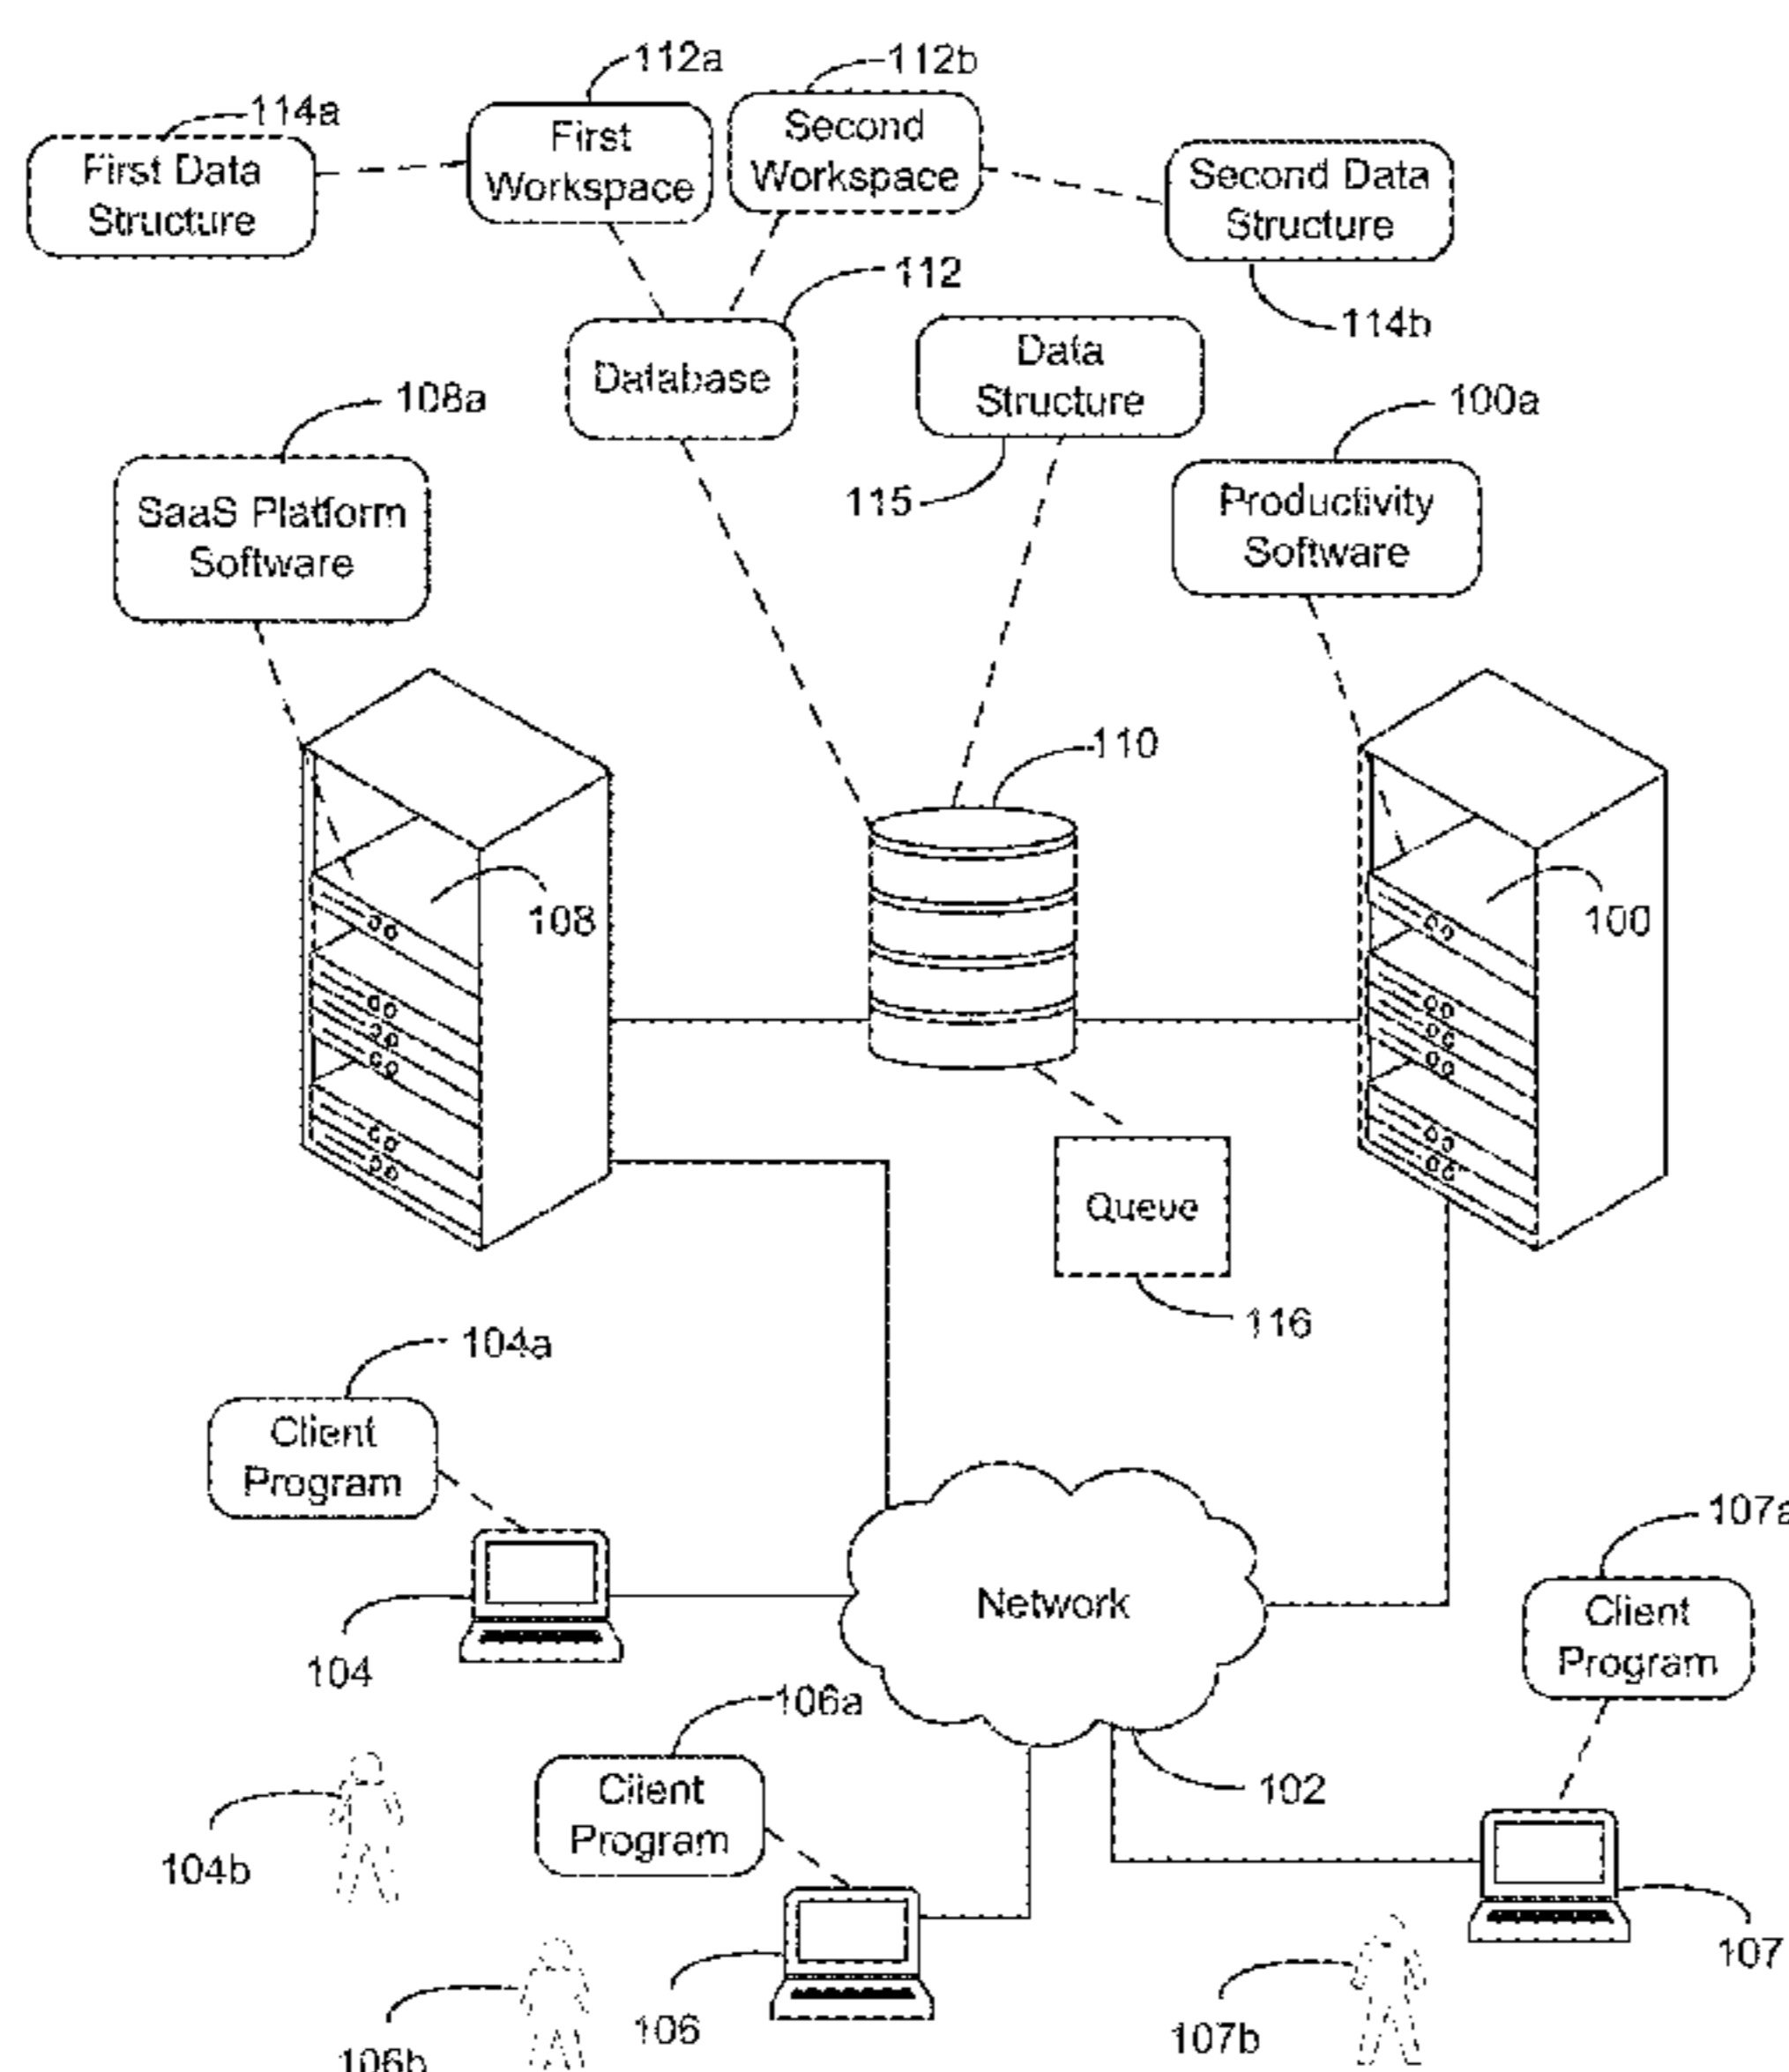 112a
112b
114a
First
Workspace
Second
Workspace
First Data
Structure
Second Data
Structure
112
114b
Database
Data
Structure
108a
100a
115
SaaS Platform
Software
Productivity
Software
110
108
100
Queue
116
104a
Client
Program
107a
Network
Client
Program
104
106a
102
Client
Program
104b
107
106
107b
106b